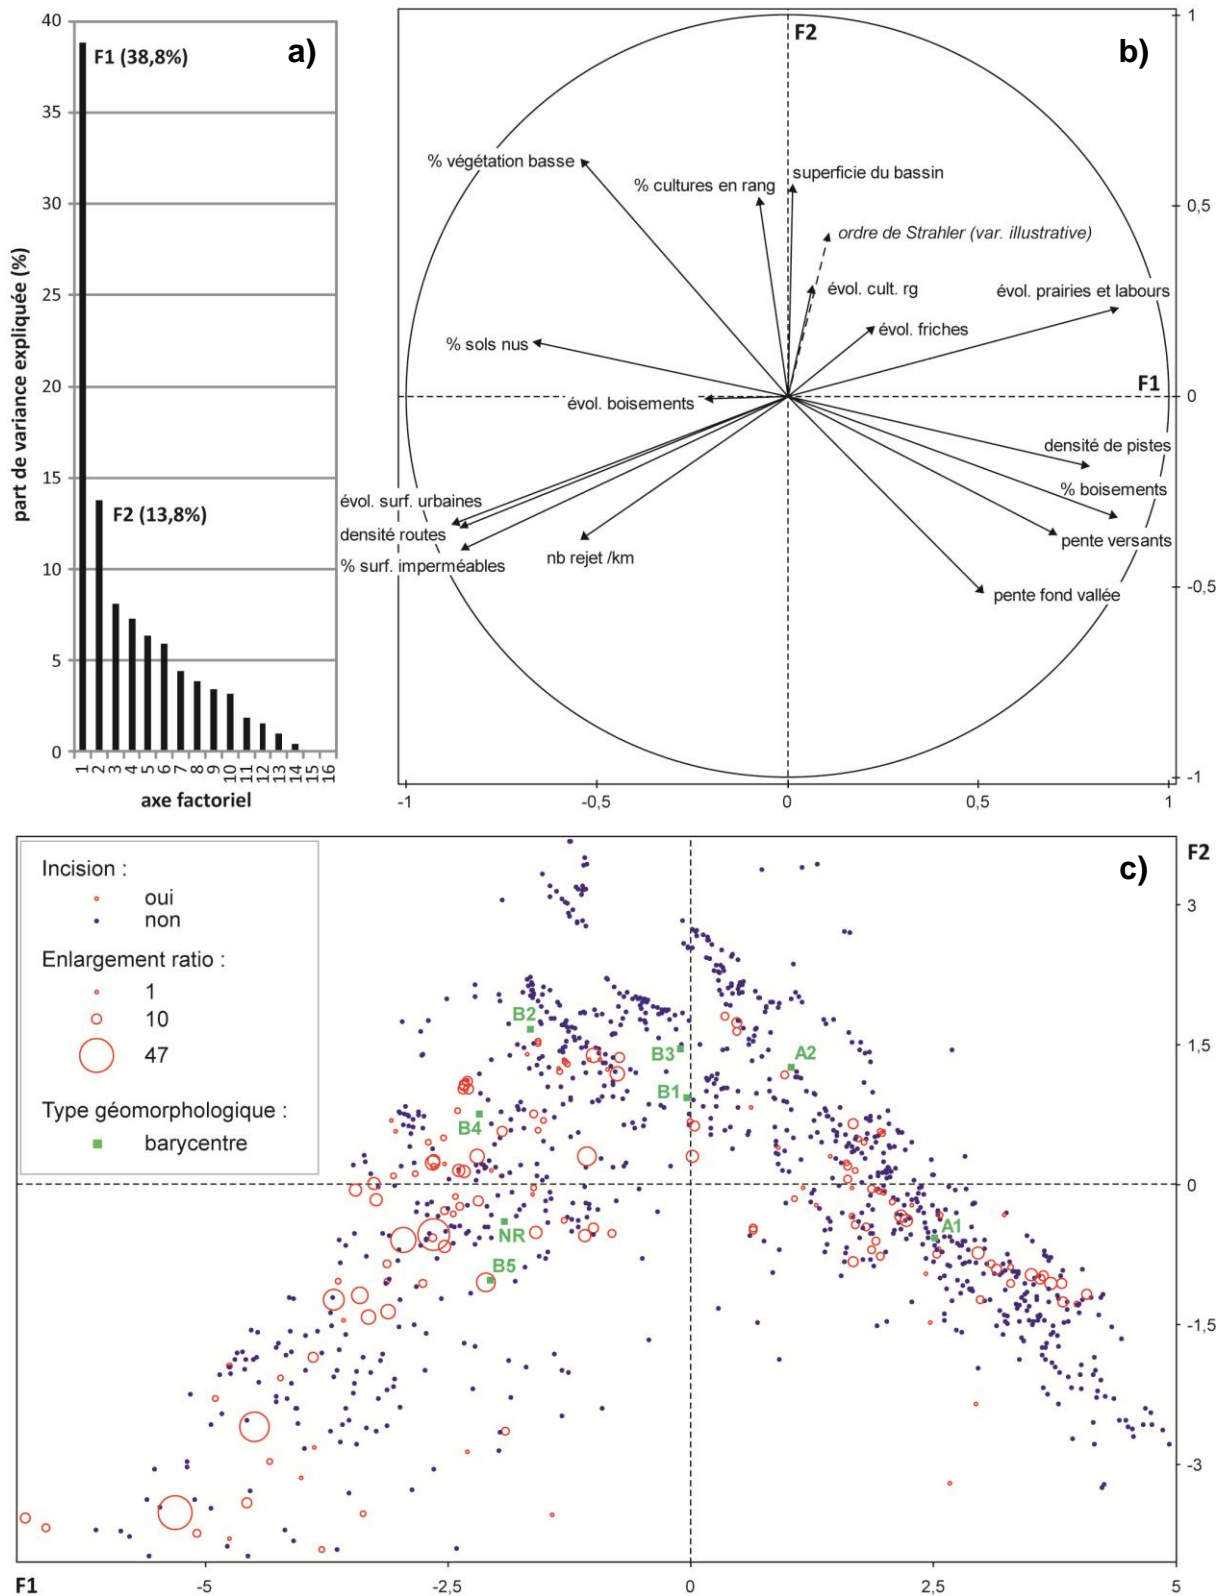 a)
F1 (38,8%)
F2 (13,8%)
part de variance expliquée (%)
40
35
30
25
20
15
10
5
0
1 2 3 4 5 6 7 8 9 10 11 12 13 14 15 16
axe factoriel
b)
F2
F1
% végétation basse
% cultures en rang
superficie du bassin
ordre de Strahler (var. illustrative)
évol. cult. rg
évol. prairies et labours
évol. friches
% sols nus
évol. boisements
densité de pistes
% boisements
pente versants
pente fond vallée
évol. surf. urbaines
densité routes
% surf. imperméables
nb rejet /km
1
0,5
0
-0,5
-1
-1 -0,5 0 0,5 1
c)
F2
Incision :
oui
non
Enlargement ratio :
1
10
47
Type géomorphologique :
barycentre
B2
B3
A2
B1
B4
NR
A1
B5
3
1,5
0
-1,5
-3
F1
-5 -2,5 0 2,5 5